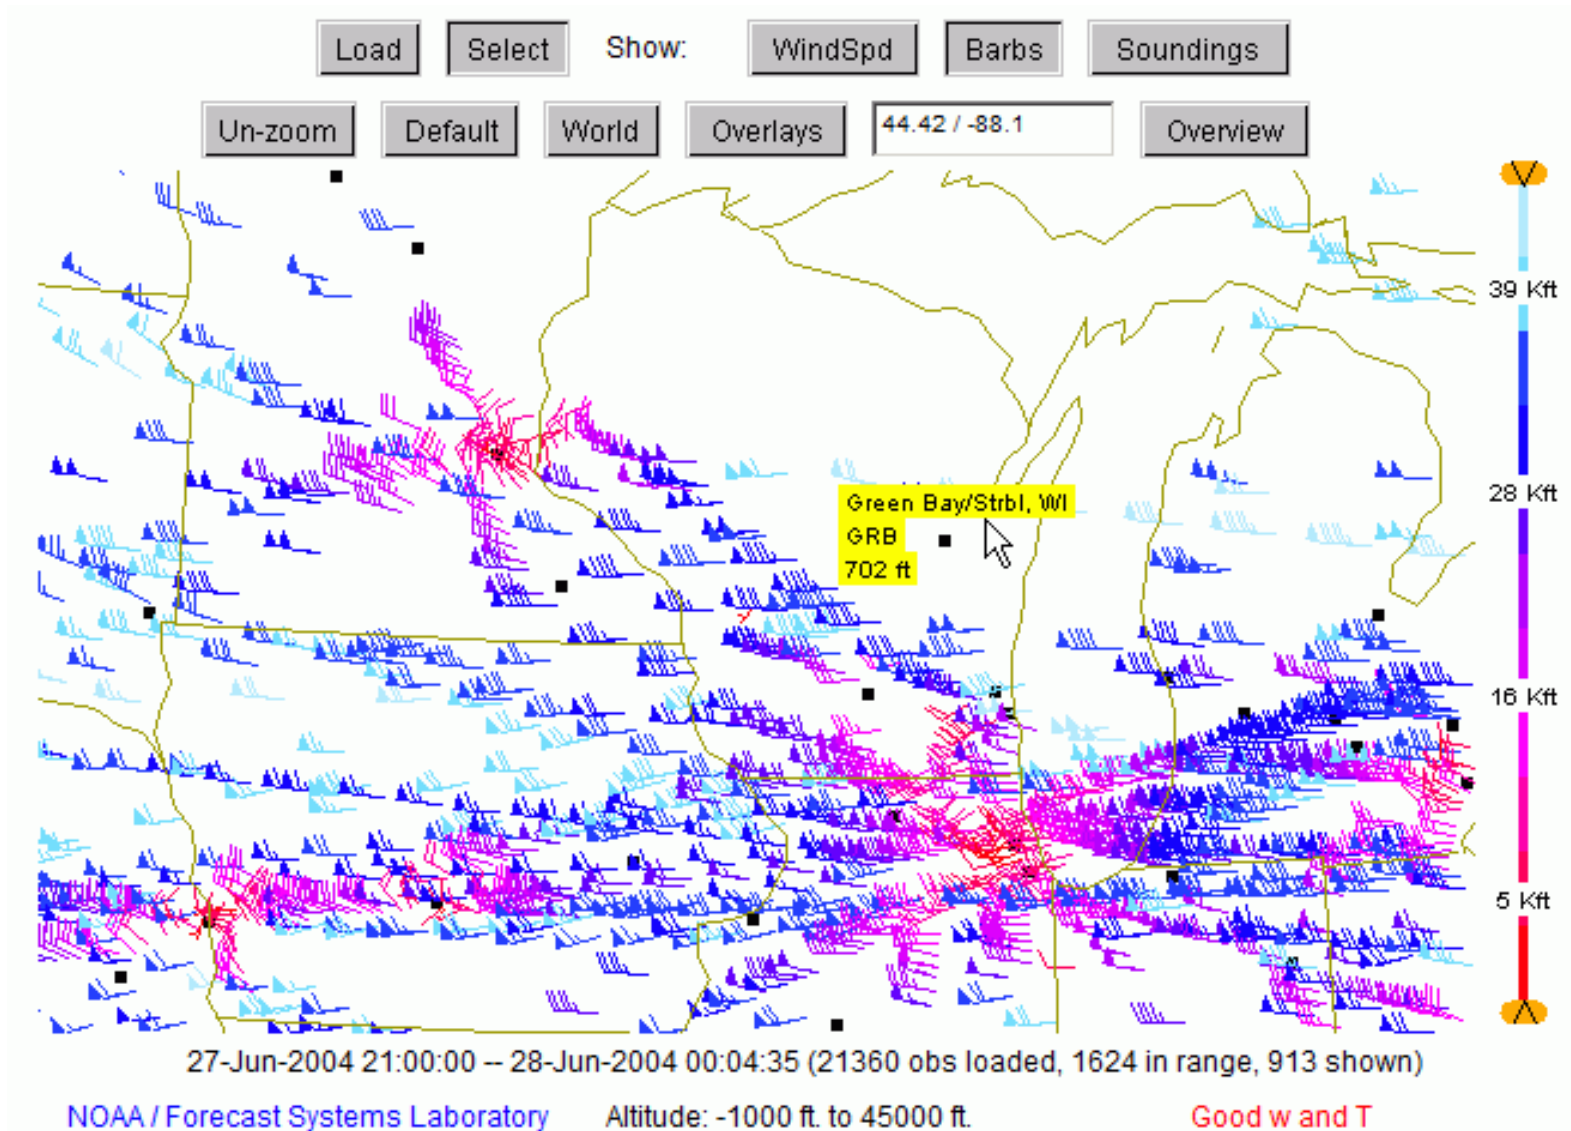 Load Select Show: WindSpd Barbs Soundings
Un-zoom Default World Overlays 44.42 / -88.1 Overview
39 Kft
28 Kft
Green Bay/Strbl, WI
GRB
702 ft
16 Kft
5 Kft
27-Jun-2004 21:00:00 -- 28-Jun-2004 00:04:35 (21360 obs loaded, 1624 in range, 913 shown)
NOAA / Forecast Systems Laboratory Altitude: -1000 ft. to 45000 ft. Good w and T